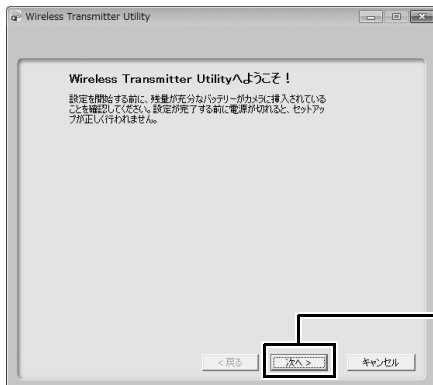 Wireless Transmitter Utility
Wireless Transmitter Utilityへようこそ！
設定を開始する前に、残量が充分なバッテリーがカメラに挿入されている
ことを確認してください。設定が完了する前に電源が切れると、セットアッ
プが正しく行われません。
< 戻る
次へ >
キャンセル